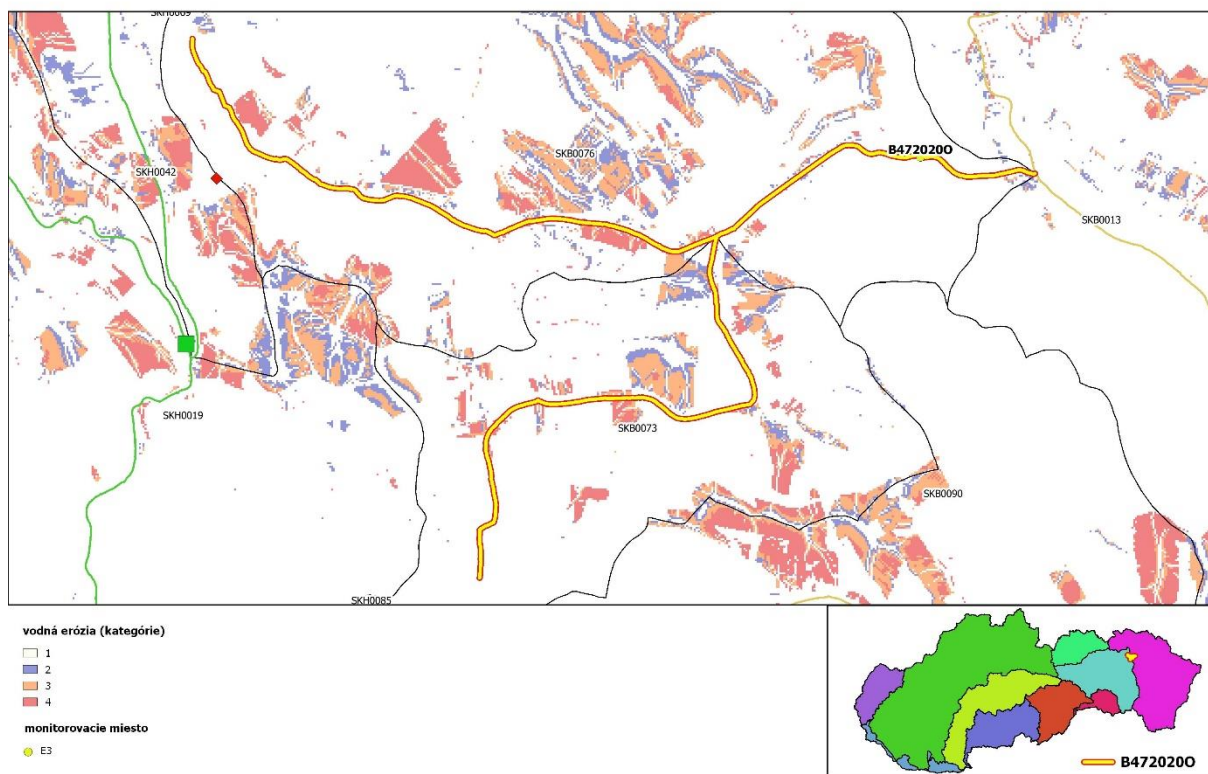 SKH0009
B472020O
SKB0076
SKH0042
SKB0013
SKH0019
SKB0073
SKB0090
SKH0085
vodná erózia (kategórie)
1
2
3
4
monitorovacie miesto
E3
B472020O